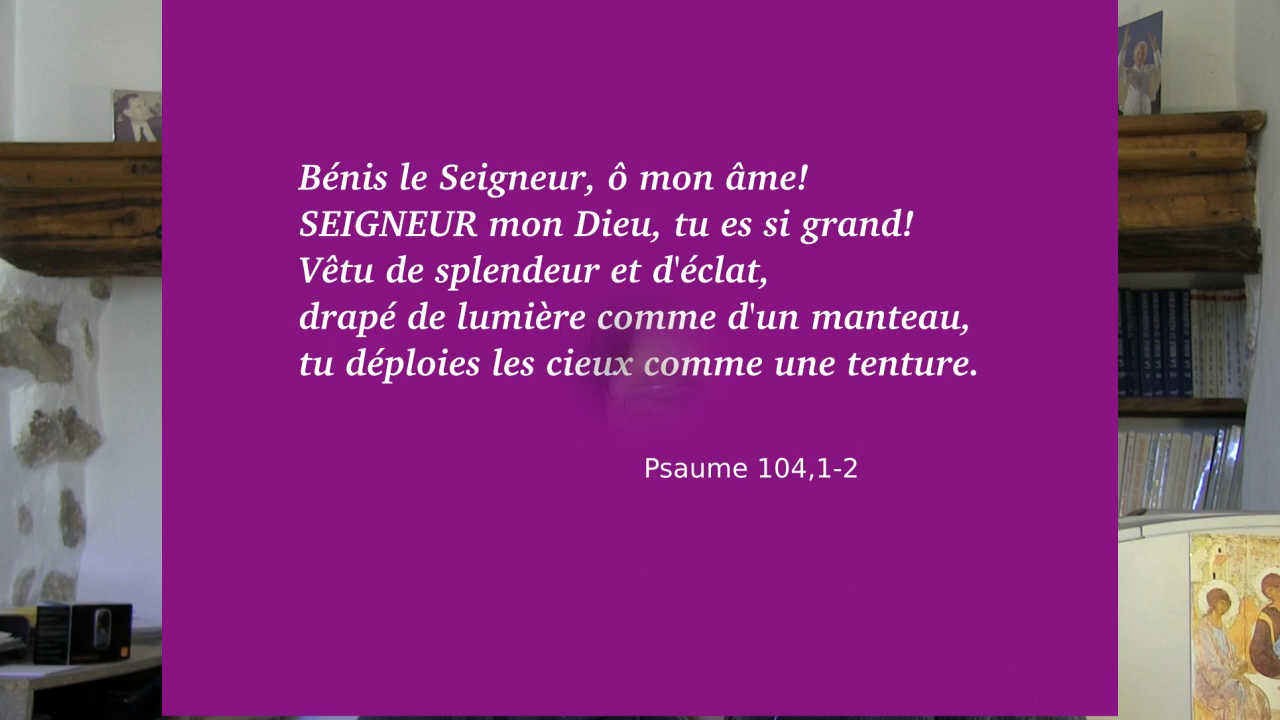 Bénis le Seigneur, ô mon âme!
SEIGNEUR mon Dieu, tu es si grand!
Vêtu de splendeur et d'éclat,
drapé de lumière comme d'un manteau,
tu déploies les cieux comme une tenture.
Psaume 104,1-2